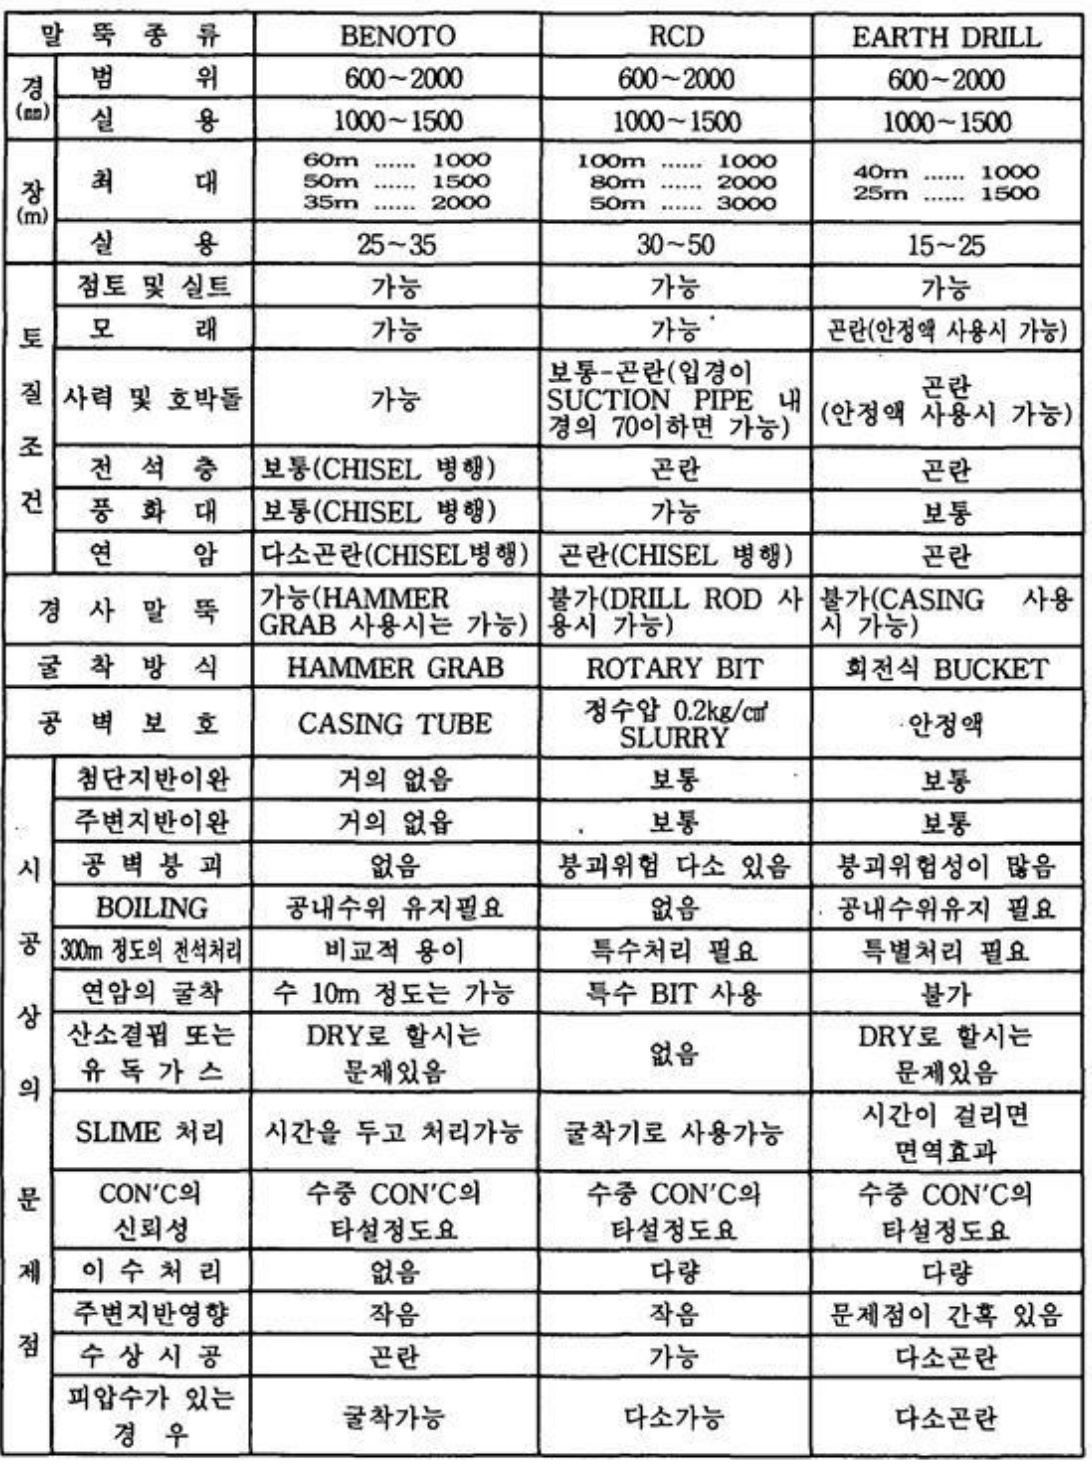 말 뚝 종 류 BENOTO RCD EARTH DRILL
경(㎜) 범 위 600~2000 600~2000 600~2000
실 용 1000~1500 1000~1500 1000~1500
장(m) 최 대 60m ...... 1000 100m ...... 1000 40m ...... 1000
50m ...... 1500 80m ...... 2000 25m ...... 1500
35m ...... 2000 50m ...... 3000
실 용 25~35 30~50 15~25
토 질 조 건
점토 및 실트 가능 가능 가능
모 래 가능 가능 곤란(안정액 사용시 가능)
사력 및 호박돌 가능 보통-곤란(입경이 SUCTION PIPE 내경의 70이하면 가능) 곤란(안정액 사용시 가능)
전 석 층 보통(CHISEL 병행) 곤란 곤란
풍 화 대 보통(CHISEL 병행) 가능 보통
연 암 다소곤란(CHISEL병행) 곤란(CHISEL 병행) 곤란
경 사 말 뚝 가능(HAMMER GRAB 사용시는 가능) 불가(DRILL ROD 사용시 가능) 불가(CASING 사용시 가능)
굴 착 방 식 HAMMER GRAB ROTARY BIT 회전식 BUCKET
공 벽 보 호 CASING TUBE 정수압 0.2kg/㎠ SLURRY 안정액
시 공 상 의 문 제 점
첨단지반이완 거의 없음 보통 보통
주변지반이완 거의 없음 보통 보통
공 벽 붕 괴 없음 붕괴위험 다소 있음 붕괴위험성이 많음
BOILING 공내수위 유지필요 없음 공내수위유지 필요
300m 정도의 전석처리 비교적 용이 특수처리 필요 특별처리 필요
연암의 굴착 수 10m 정도는 가능 특수 BIT 사용 불가
산소결핍 또는 유 독 가 스 DRY로 할시는 문제있음 없음 DRY로 할시는 문제있음
SLIME 처리 시간을 두고 처리가능 굴착기로 사용가능 시간이 걸리면 면역효과
CON'C의 신뢰성 수중 CON'C의 타설정도요 수중 CON'C의 타설정도요 수중 CON'C의 타설정도요
이 수 처 리 없음 다량 다량
주변지반영향 작음 작음 문제점이 간혹 있음
수 상 시 공 곤란 가능 다소곤란
피압수가 있는 경 우 굴착가능 다소가능 다소곤란